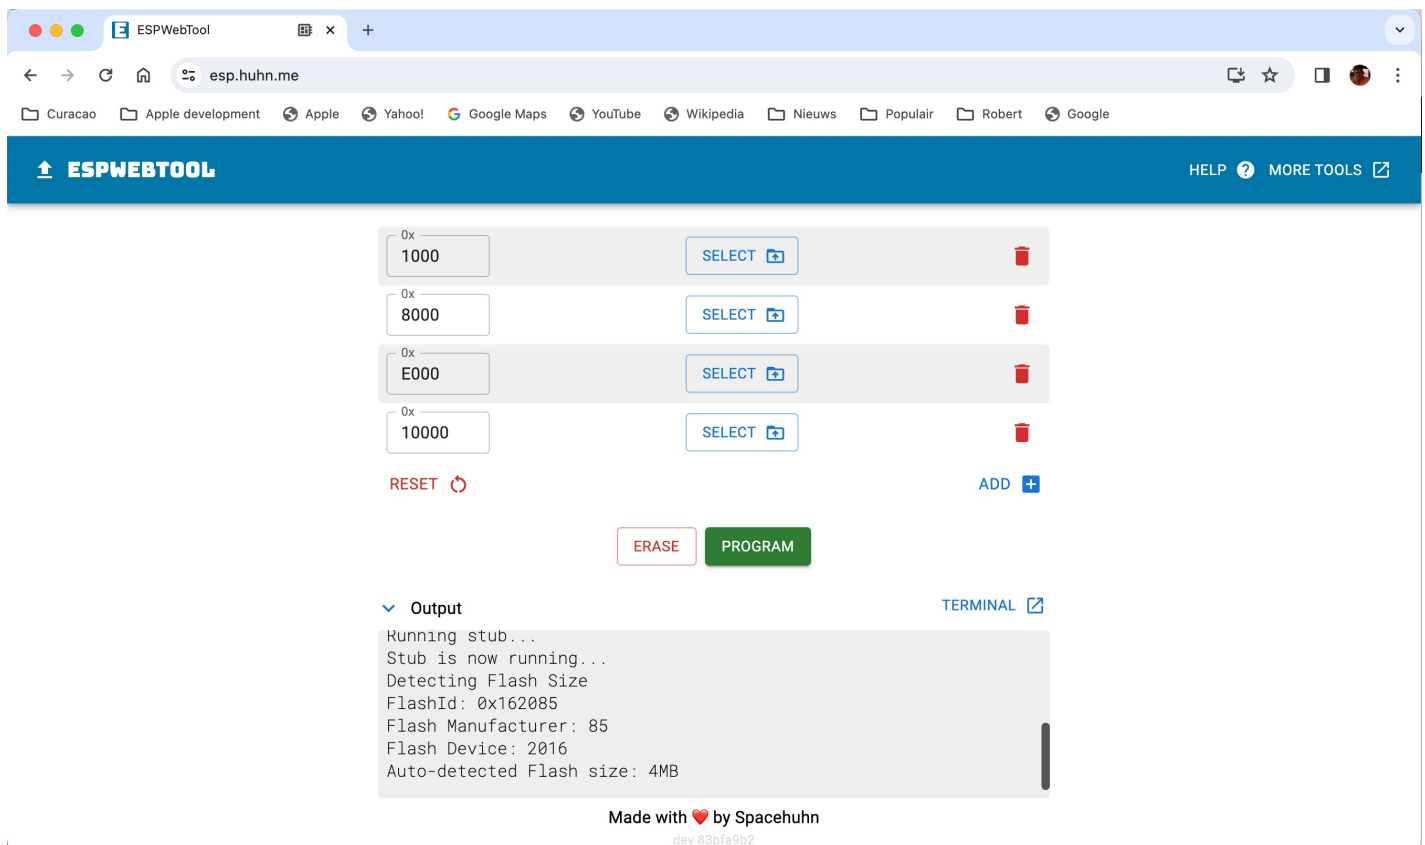 ESPWebTool
esp.huhn.me
Curacao Apple development Apple Yahoo! Google Maps YouTube Wikipedia Nieuws Populair Robert Google
ESPWEBTOOL HELP MORE TOOLS
0x
1000 SELECT
0x
8000 SELECT
0x
E000 SELECT
0x
10000 SELECT
RESET ADD
ERASE PROGRAM
Output TERMINAL
Running stub...
Stub is now running...
Detecting Flash Size
FlashId: 0x162085
Flash Manufacturer: 85
Flash Device: 2016
Auto-detected Flash size: 4MB
Made with ❤️ by Spacehuhn
dev 83bfa9b2